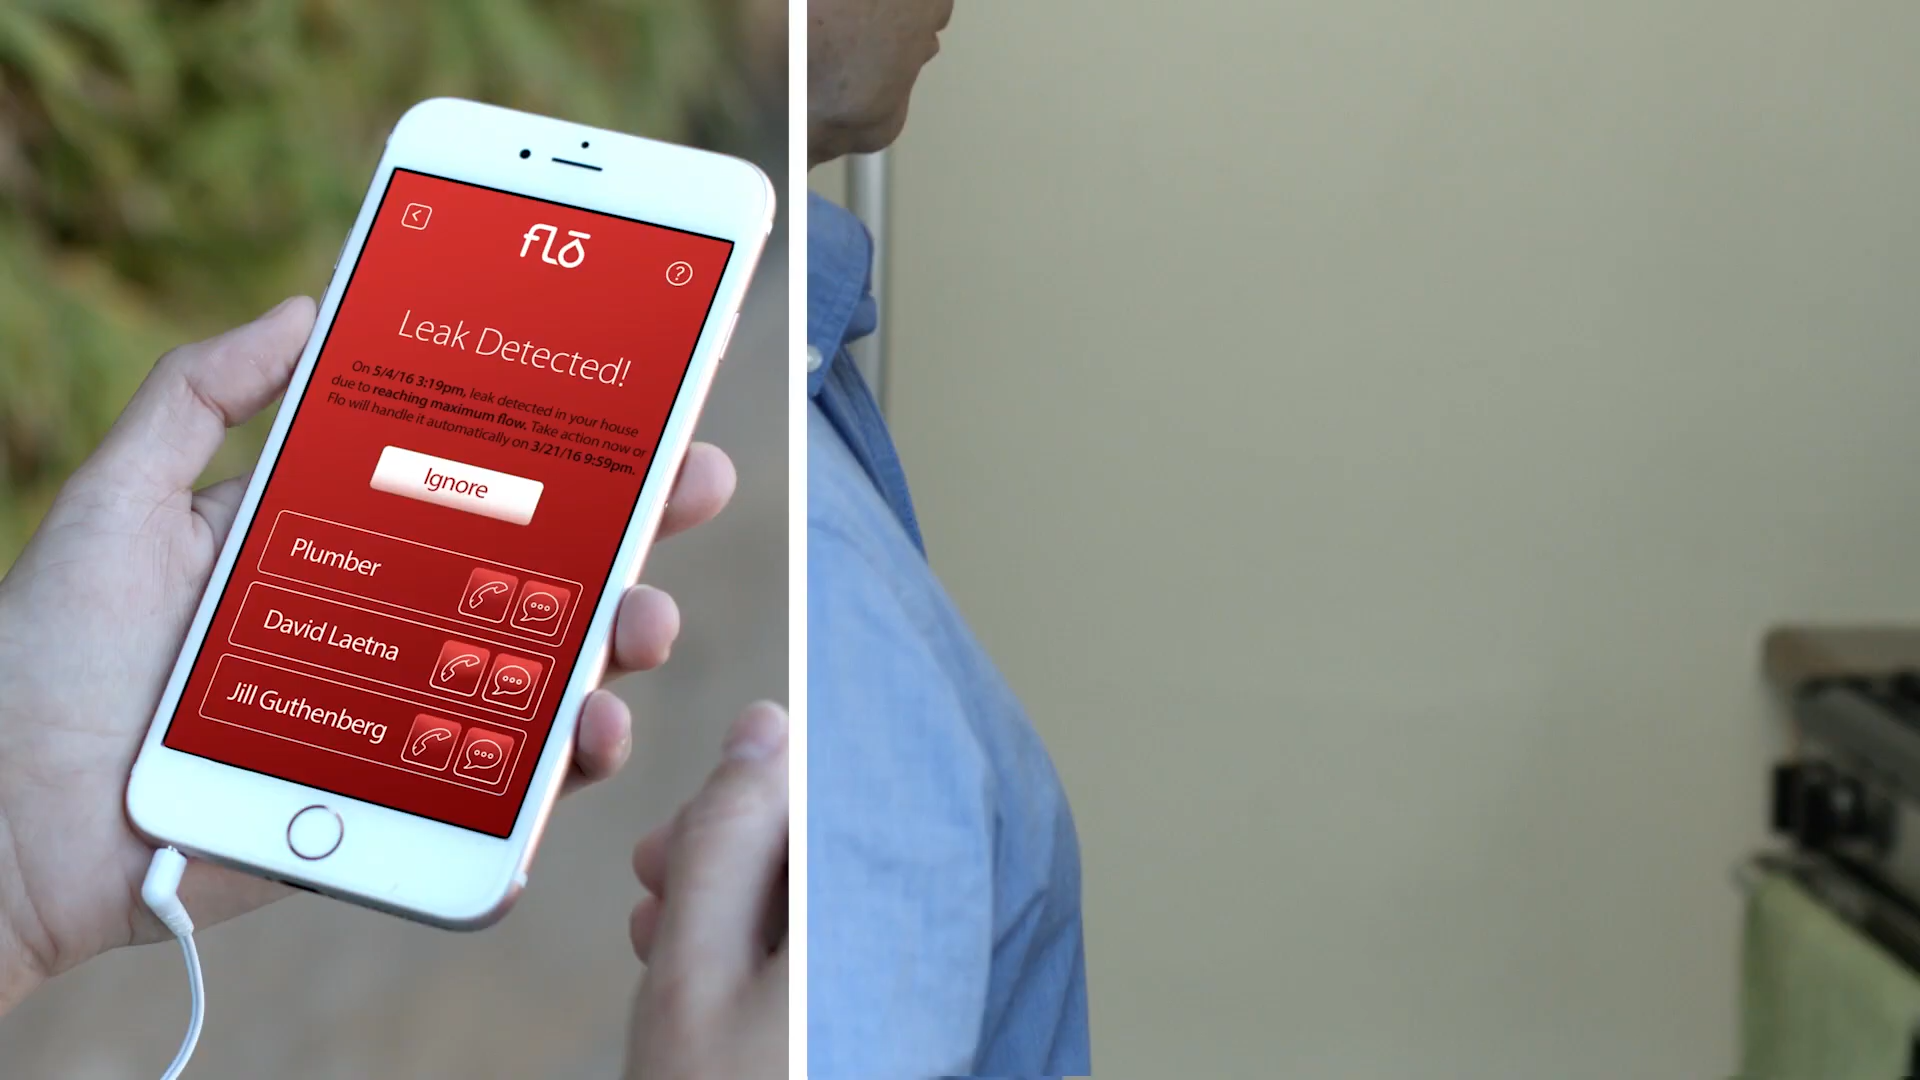 flō
Leak Detected!
On 5/4/16 3:19pm, leak detected in your house
due to reaching maximum flow. Take action now or
Flo will handle it automatically on 3/21/16 9:59pm.
Ignore
Plumber
David Laetna
Jill Guthenberg